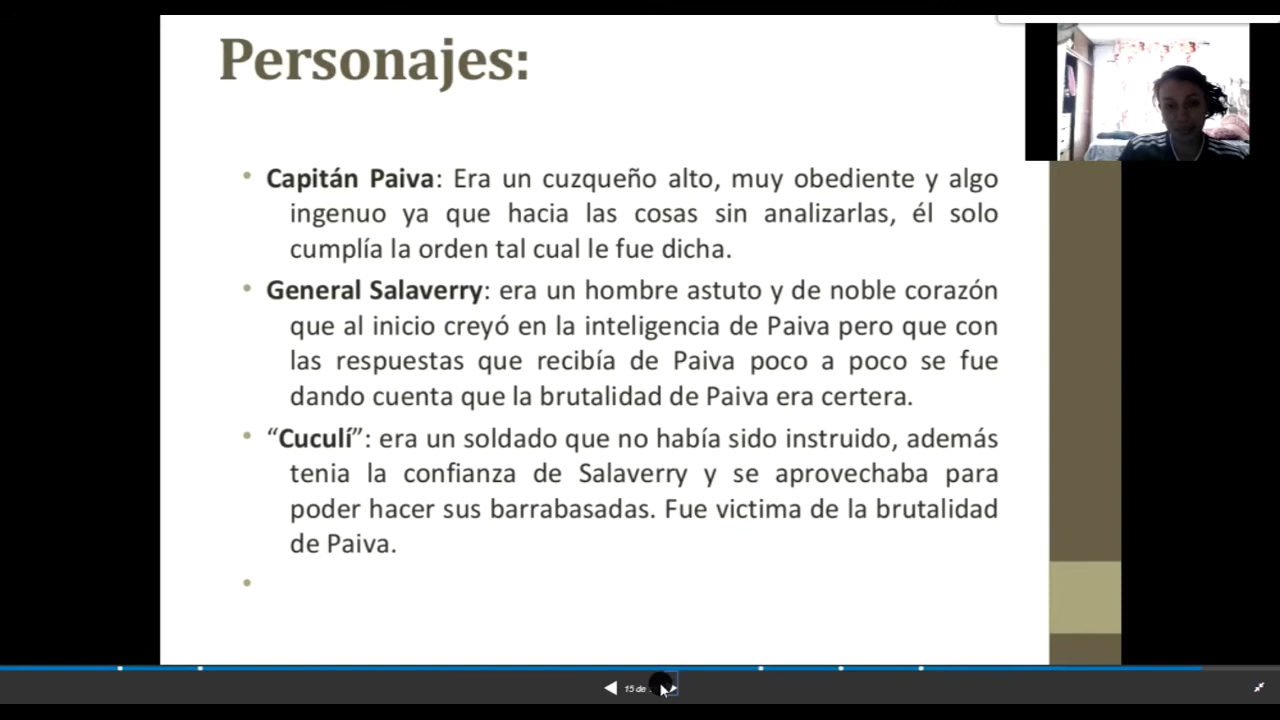 Personajes:
• Capitán Paiva: Era un cuzqueño alto, muy obediente y algo
ingenuo ya que hacia las cosas sin analizarlas, él solo
cumplía la orden tal cual le fue dicha.
• General Salaverry: era un hombre astuto y de noble corazón
que al inicio creyó en la inteligencia de Paiva pero que con
las respuestas que recibía de Paiva poco a poco se fue
dando cuenta que la brutalidad de Paiva era certera.
• “Cuculí”: era un soldado que no había sido instruido, además
tenia la confianza de Salaverry y se aprovechaba para
poder hacer sus barrabasadas. Fue victima de la brutalidad
de Paiva.
•
15 de